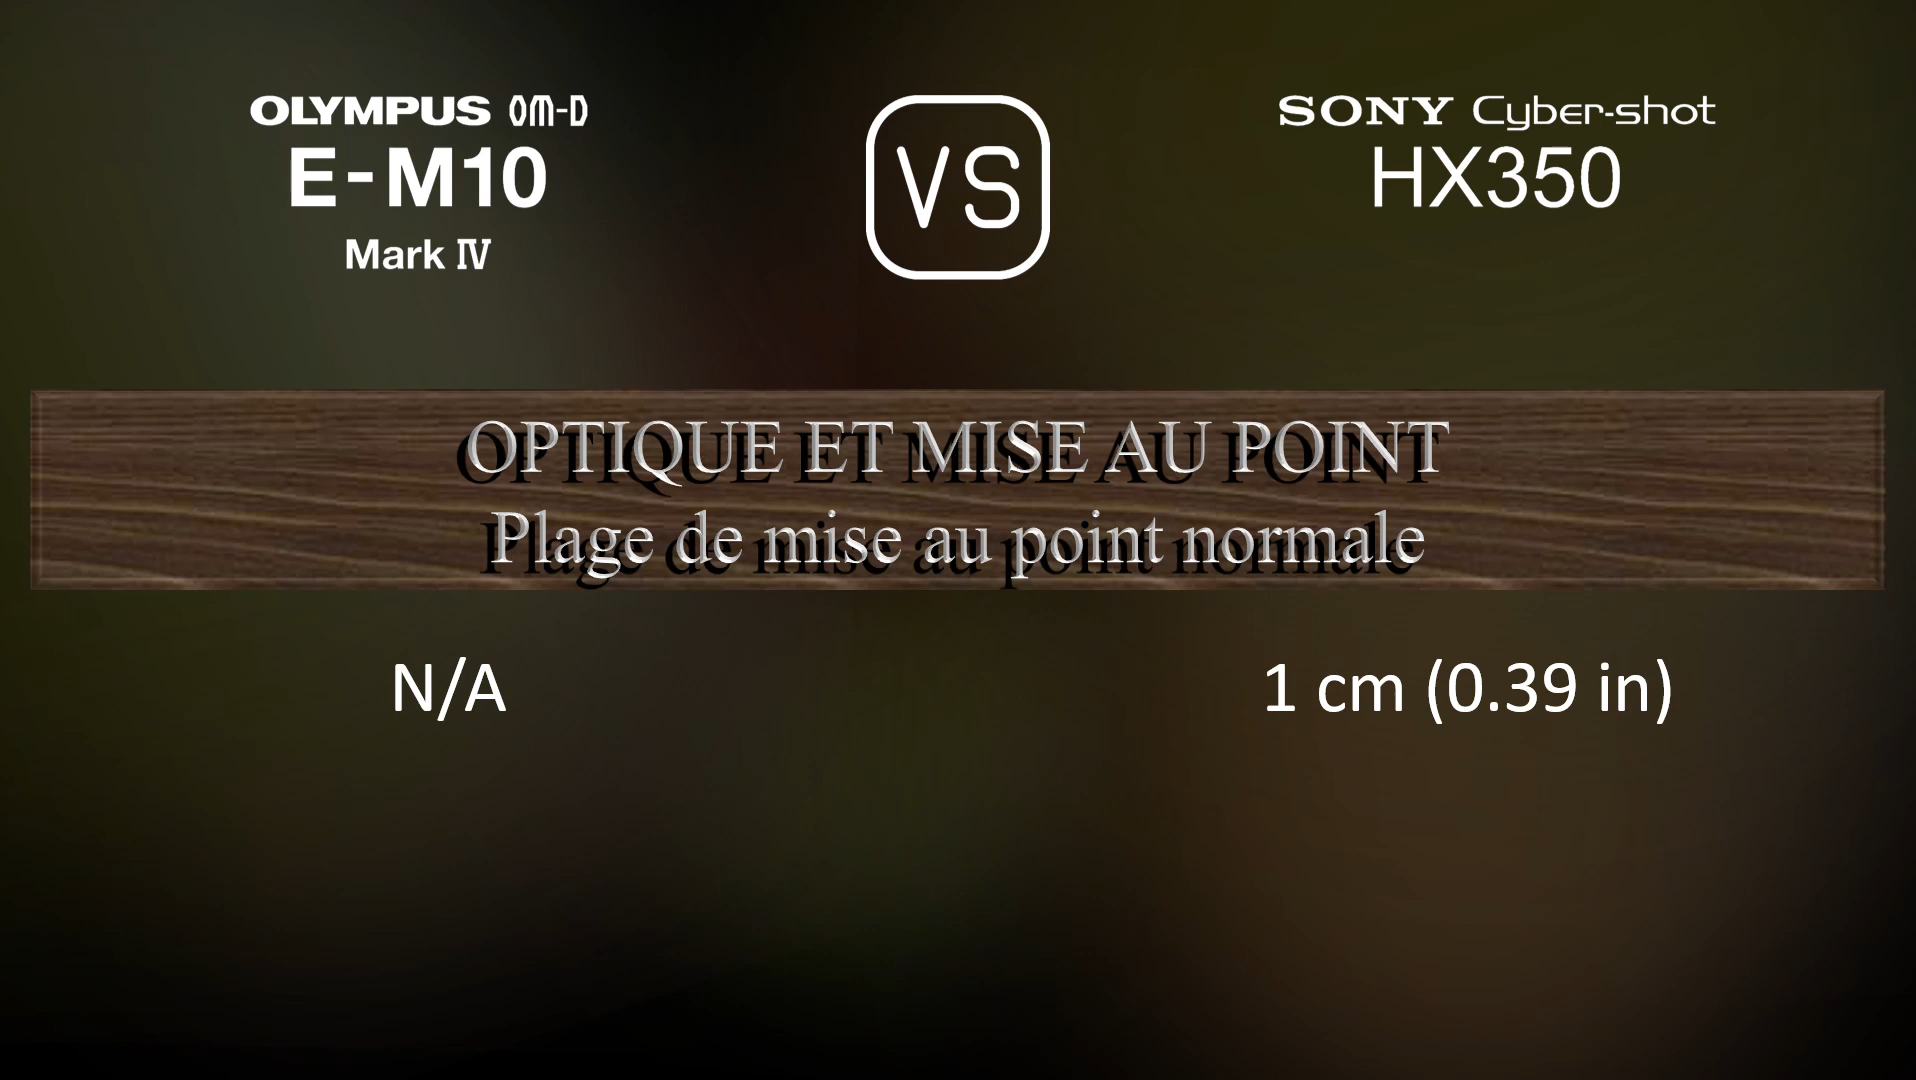 OLYMPUS OM-D
E-M10
Mark IV
VS
SONY Cyber-shot
HX350
OPTIQUE ET MISE AU POINT
Plage de mise au point normale
N/A
1 cm (0.39 in)